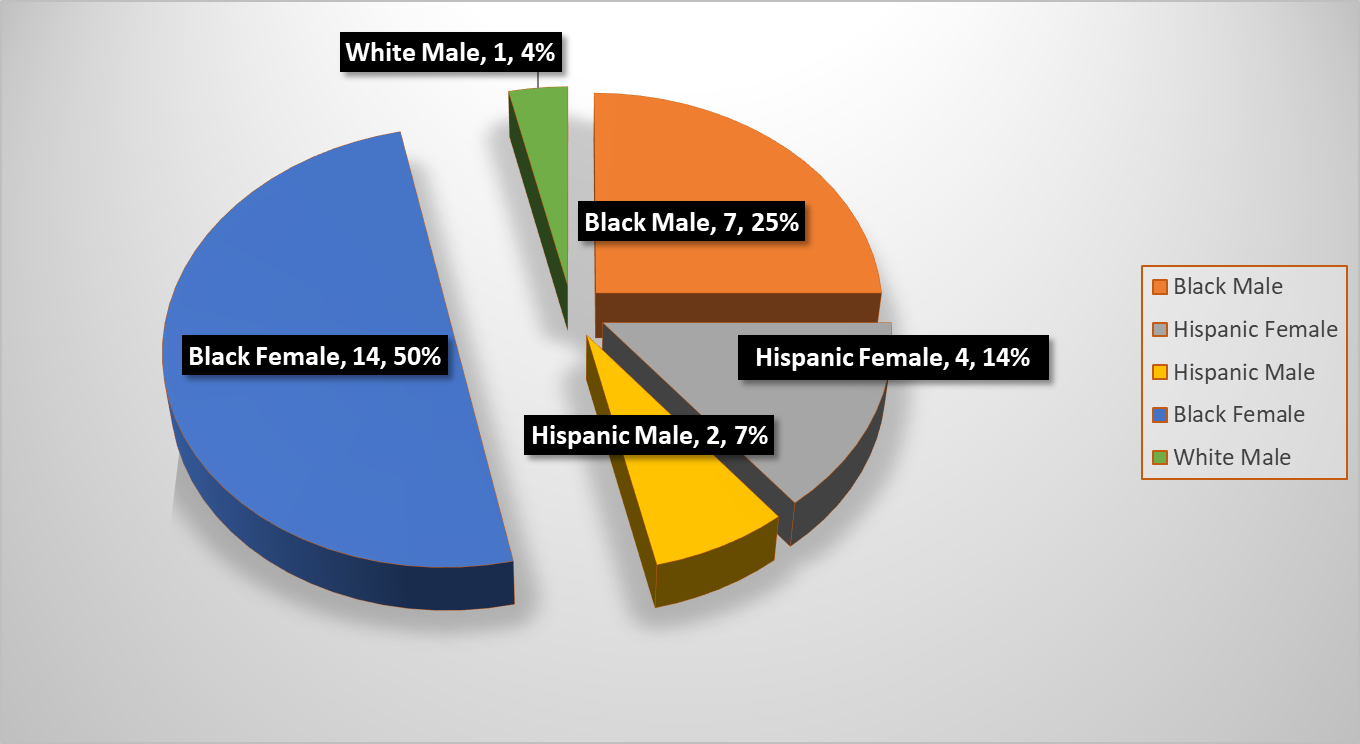 White Male, 1, 4%
Black Male, 7, 25%
Black Female, 14, 50%
Hispanic Female, 4, 14%
Hispanic Male, 2, 7%
Black Male
Hispanic Female
Hispanic Male
Black Female
White Male